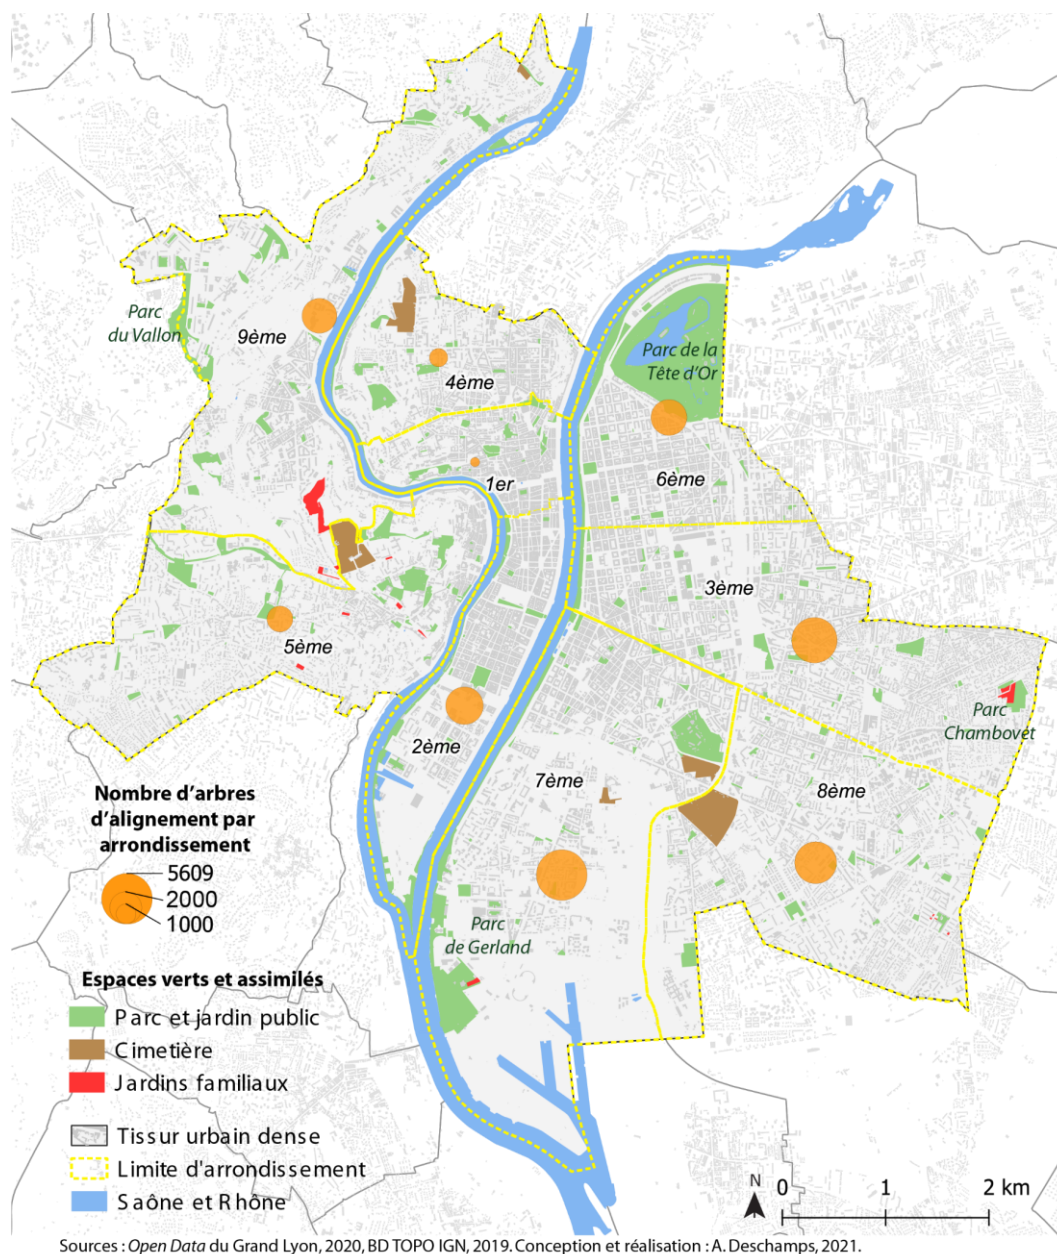 Parc
du Vallon
9ème
4ème
Parc de la
Tête d'Or
1er
6ème
3ème
5ème
Parc
Chambovet
2ème
7ème
8ème
Parc
de Gerland
Nombre d'arbres
d'alignement par
arrondissement
5609
2000
1000
Espaces verts et assimilés
Parc et jardin public
Cimetière
Jardins familiaux
Tissur urbain dense
Limite d'arrondissement
Saône et Rhône
N
0 1 2 km
Sources : Open Data du Grand Lyon, 2020, BD TOPO IGN, 2019. Conception et réalisation : A. Deschamps, 2021.